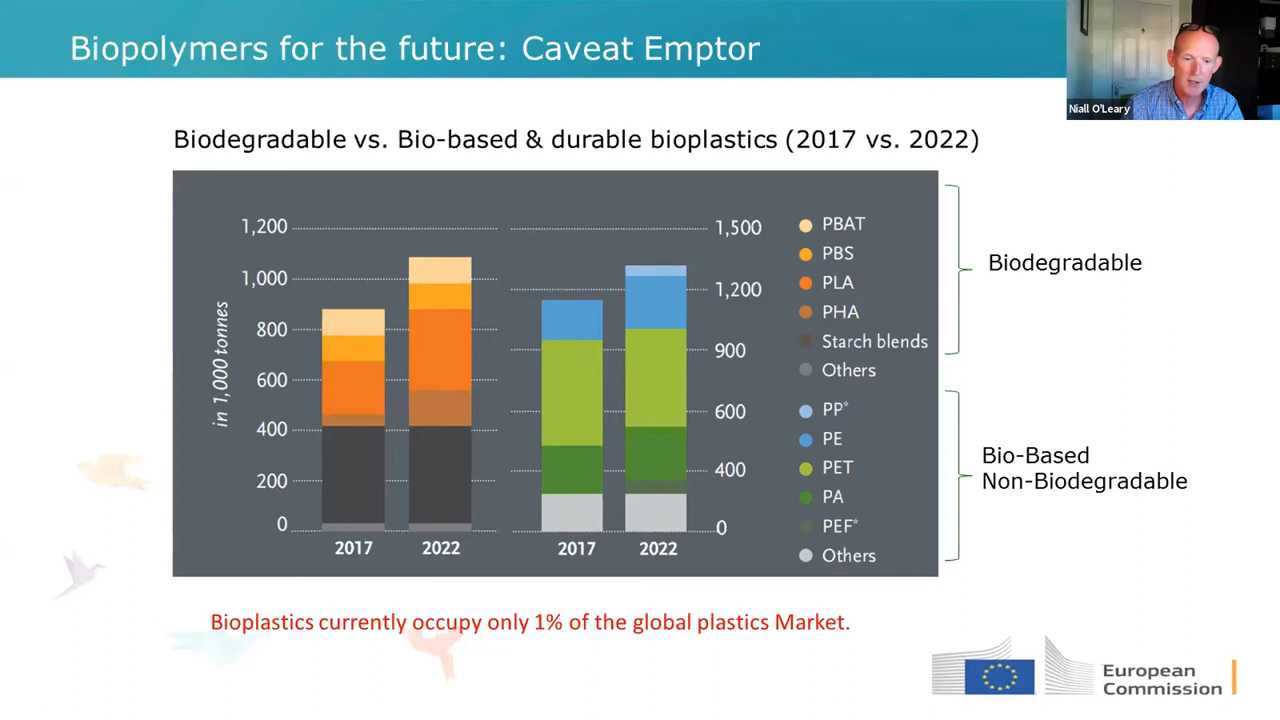 Biopolymers for the future: Caveat Emptor
Niall O'Leary
Biodegradable vs. Bio-based & durable bioplastics (2017 vs. 2022)
in 1,000 tonnes
1,200
1,000
800
600
400
200
0
2017
2022
1,500
1,200
900
600
400
0
2017
2022
PBAT
PBS
PLA
PHA
Starch blends
Others
PP*
PE
PET
PA
PEF*
Others
Biodegradable
Bio-Based
Non-Biodegradable
Bioplastics currently occupy only 1% of the global plastics Market.
European
Commission